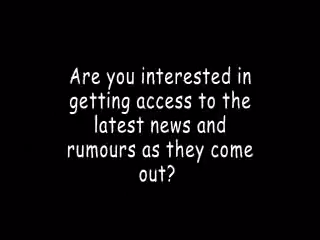 Are you interested in
getting access to the
latest news and
rumours as they come
out?